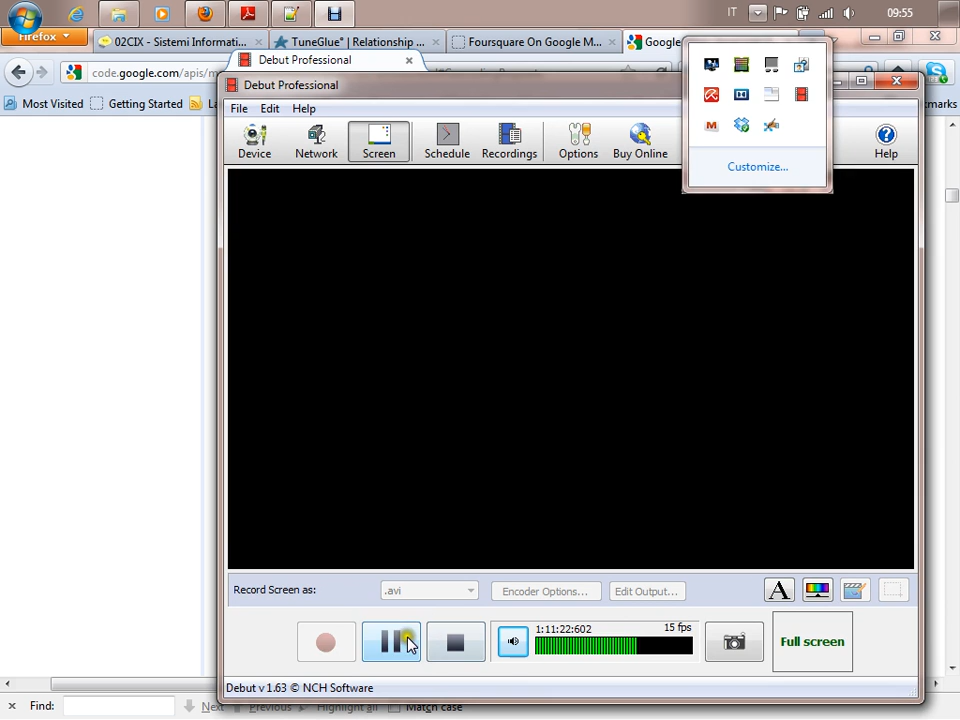 IT
09:55
Firefox
02CIX - Sistemi Informati...
TuneGlue° | Relationship ...
Foursquare On Google M...
Google
Debut Professional
code.google.com/apis/m
Debut Professional
Most Visited
Getting Started
La
kmarks
File Edit Help
Device
Network
Screen
Schedule
Recordings
Options
Buy Online
Help
Customize...
Record Screen as:
.avi
Encoder Options...
Edit Output...
A
1:11:22:602
15 fps
Full screen
Debut v 1.63 © NCH Software
Find:
Next
Previous
Highlight all
Match case